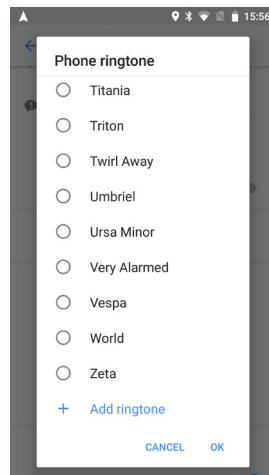 15:56
Phone ringtone
Titania
Triton
Twirl Away
Umbriel
Ursa Minor
Very Alarmed
Vespa
World
Zeta
+ Add ringtone
CANCEL OK